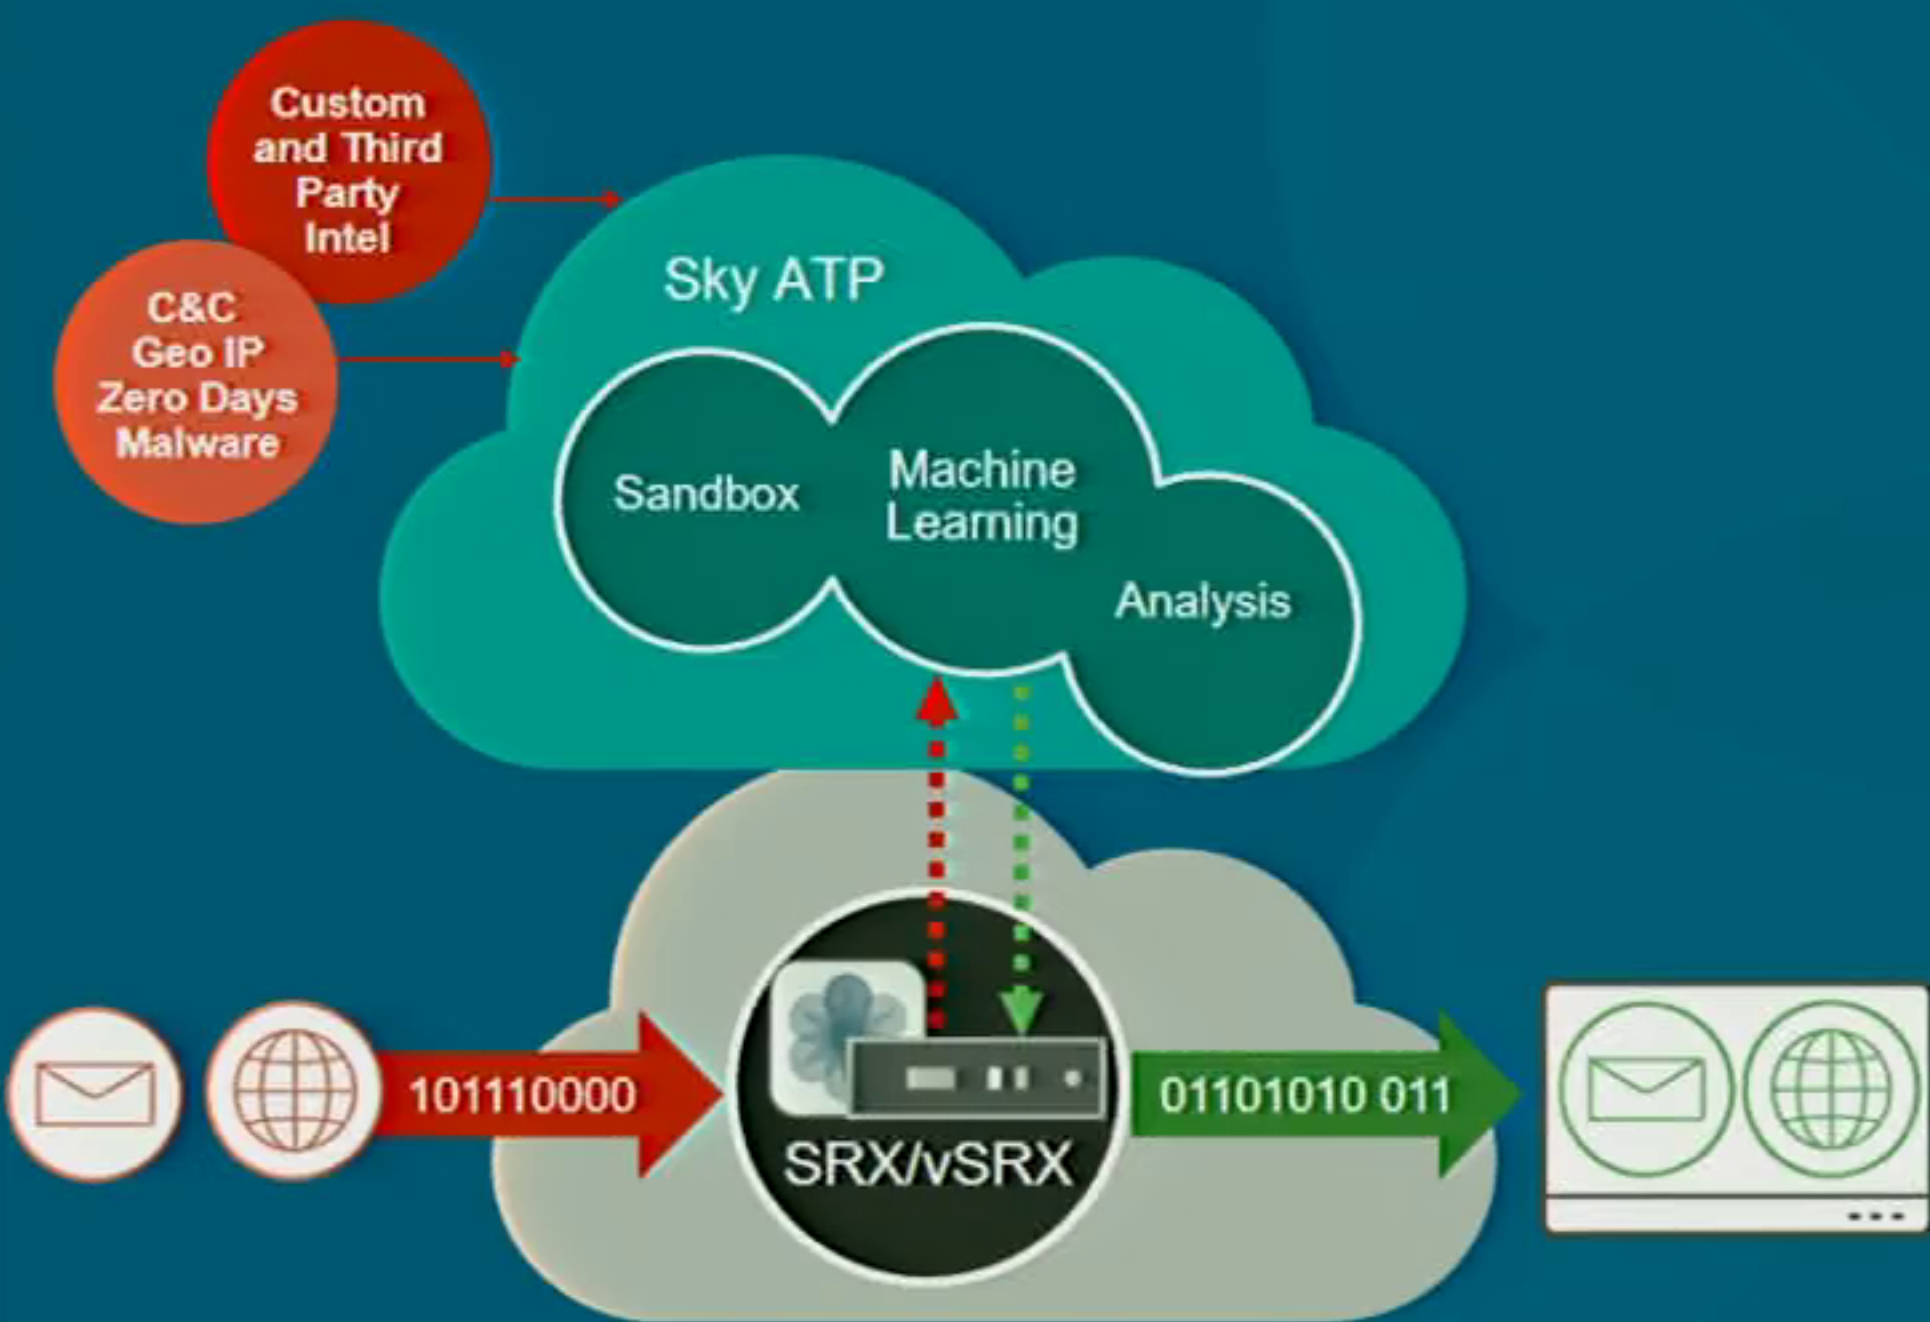 Custom
and Third
Party
Intel
C&C
Geo IP
Zero Days
Malware
Sky ATP
Sandbox
Machine
Learning
Analysis
101110000
SRX/vSRX
01101010 011